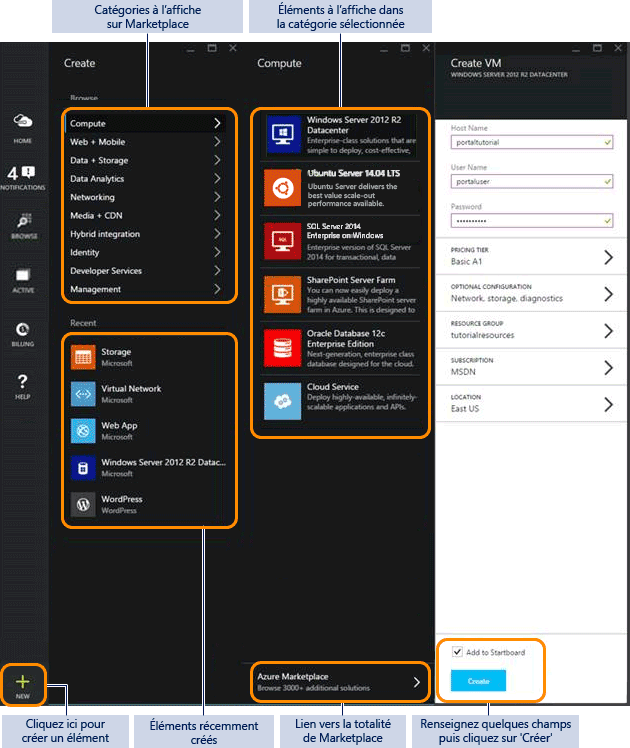 Catégories à l'affiche
sur Marketplace
Éléments à l'affiche dans
la catégorie sélectionnée
HOME
4
NOTIFICATIONS
BROWSE
ACTIVE
BILLING
HELP
NEW
Create
Browse
Compute
Web + Mobile
Data + Storage
Data Analytics
Networking
Media + CDN
Hybrid integration
Identity
Developer Services
Management
Recent
Storage
Microsoft
Virtual Network
Microsoft
Web App
Microsoft
Windows Server 2012 R2 Datac...
Microsoft
WordPress
WordPress
Compute
Windows Server 2012 R2
Datacenter
Enterprise-class solutions that are
simple to deploy, cost-effective,
Ubuntu Server 14.04 LTS
Ubuntu Server delivers the
best value scale-out
performance available.
SQL Server 2014
Enterprise on Windows
Enterprise version of SQL Server
2014 for transactional, data
SharePoint Server Farm
You can now easily deploy a
highly available SharePoint server
farm in Azure. This is designed to
Oracle Database 12c
Enterprise Edition
Next-generation, enterprise class
database designed for the cloud.
Cloud Service
Deploy highly-available, infinitely-
scalable applications and APIs.
Azure Marketplace
Browse 3000+ additional solutions
Create VM
WINDOWS SERVER 2012 R2 DATACENTER
Host Name
portaltutorial
User Name
portaluser
Password
••••••••••
PRICING TIER
Basic A1
OPTIONAL CONFIGURATION
Network, storage, diagnostics
RESOURCE GROUP
tutorialresources
SUBSCRIPTION
MSDN
LOCATION
East US
Add to Startboard
Create
Cliquez ici pour
créer un élément
Éléments récemment
créés
Lien vers la totalité
de Marketplace
Renseignez quelques champs
puis cliquez sur 'Créer'